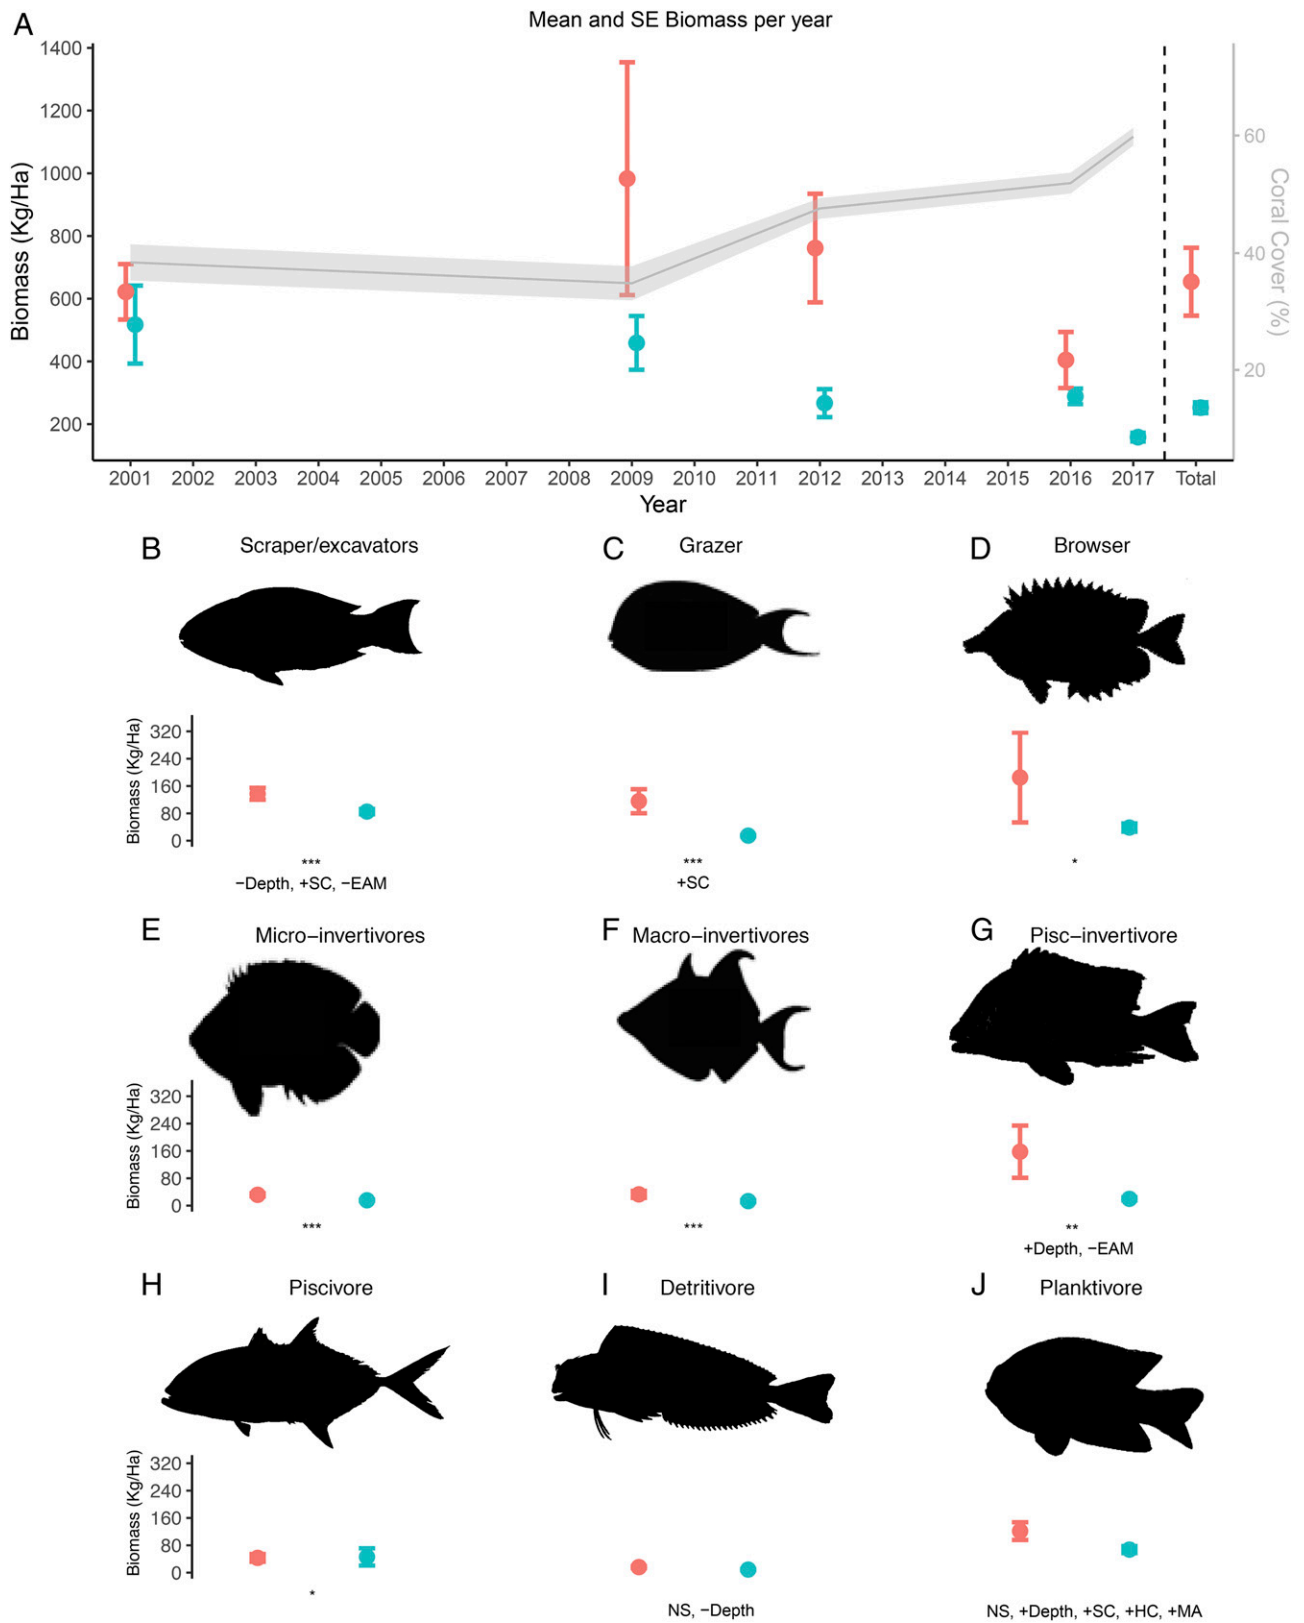 A
Mean and SE Biomass per year
1400
1200
1000
800
600
400
200
Biomass (Kg/Ha)
60
40
20
Coral Cover (%)
2001 2002 2003 2004 2005 2006 2007 2008 2009 2010 2011 2012 2013 2014 2015 2016 2017 Total
Year
B Scraper/excavators
C Grazer
D Browser
Biomass (Kg/Ha)
320
240
160
80
0
***
−Depth, +SC, −EAM
***
+SC
*
E Micro−invertivores
F Macro−invertivores
G Pisc−invertivore
Biomass (Kg/Ha)
320
240
160
80
0
***
***
**
+Depth, −EAM
H Piscivore
I Detritivore
J Planktivore
Biomass (Kg/Ha)
320
240
160
80
0
*
NS, −Depth
NS, +Depth, +SC, +HC, +MA